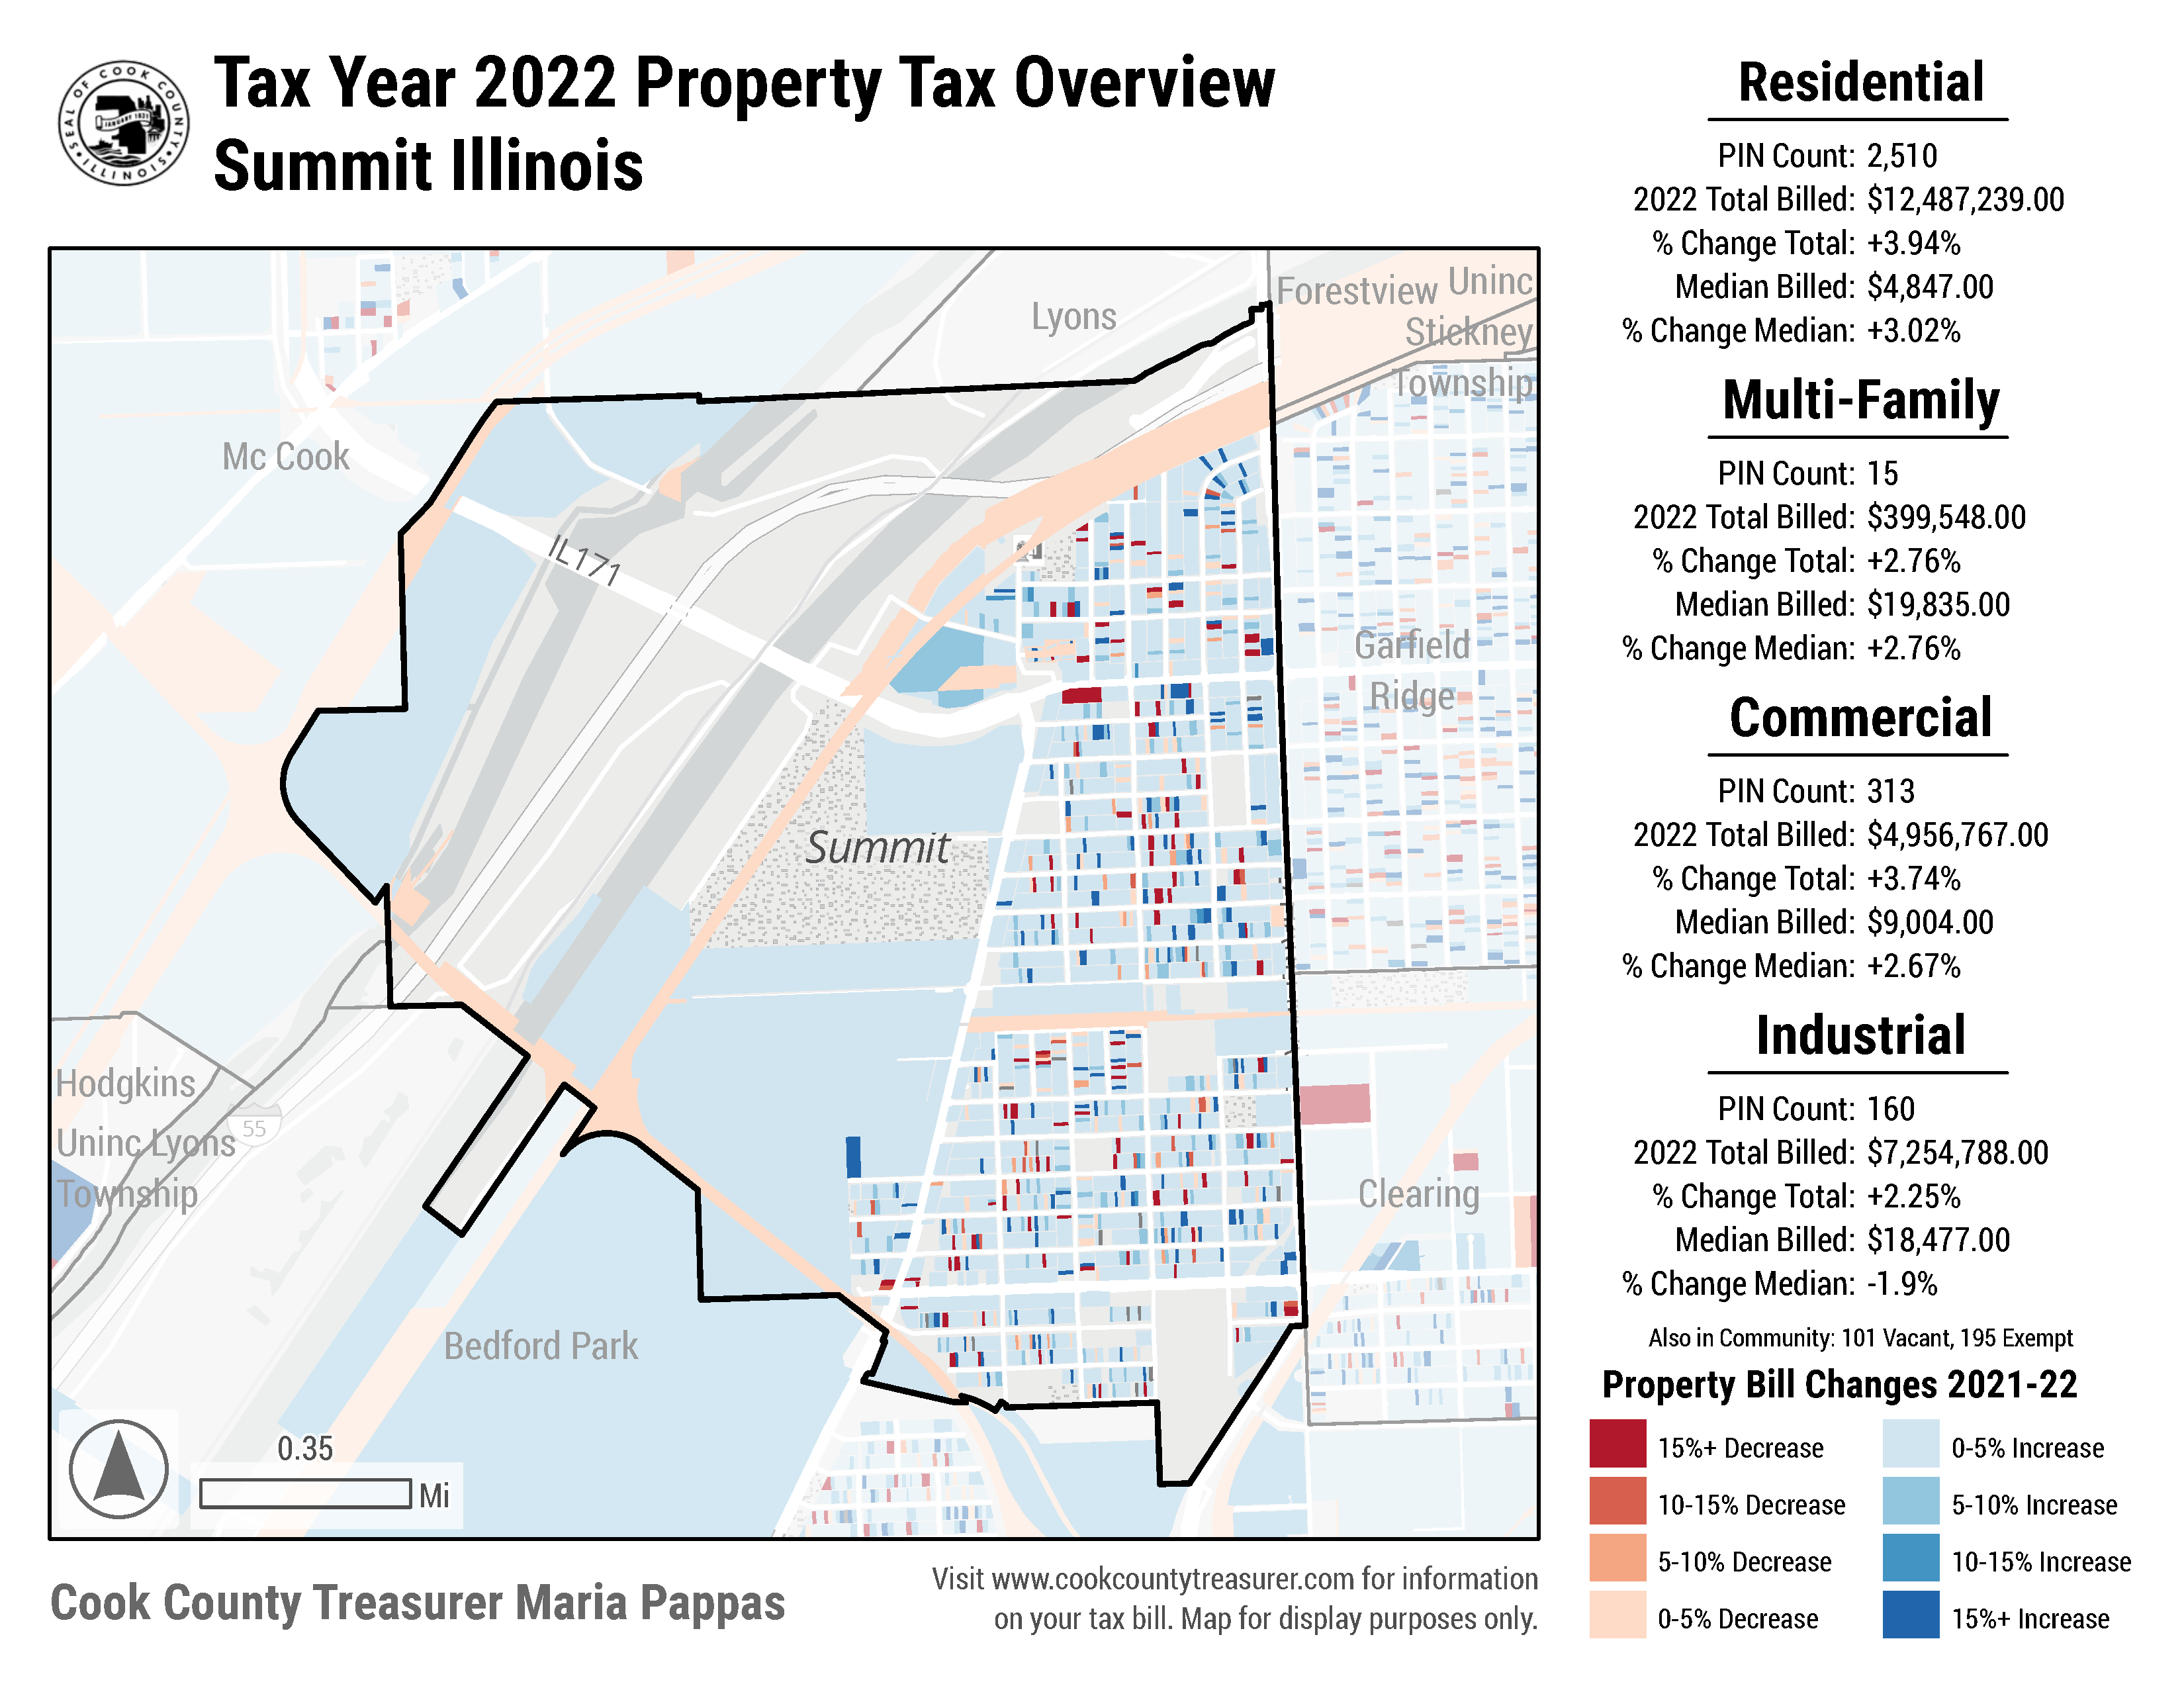 Tax Year 2022 Property Tax Overview
Summit Illinois
SEAL OF COOK COUNTY
JANUARY 1831
ILLINOIS
Lyons
Forestview
Uninc
Stickney
Township
Mc Cook
IL171
Garfield
Ridge
Summit
Hodgkins
55
Uninc Lyons
Township
Clearing
Bedford Park
0.35
Mi
Cook County Treasurer Maria Pappas
Visit www.cookcountytreasurer.com for information
on your tax bill. Map for display purposes only.
Residential
PIN Count: 2,510
2022 Total Billed: $12,487,239.00
% Change Total: +3.94%
Median Billed: $4,847.00
% Change Median: +3.02%
Multi-Family
PIN Count: 15
2022 Total Billed: $399,548.00
% Change Total: +2.76%
Median Billed: $19,835.00
% Change Median: +2.76%
Commercial
PIN Count: 313
2022 Total Billed: $4,956,767.00
% Change Total: +3.74%
Median Billed: $9,004.00
% Change Median: +2.67%
Industrial
PIN Count: 160
2022 Total Billed: $7,254,788.00
% Change Total: +2.25%
Median Billed: $18,477.00
% Change Median: -1.9%
Also in Community: 101 Vacant, 195 Exempt
Property Bill Changes 2021-22
15%+ Decrease
10-15% Decrease
5-10% Decrease
0-5% Decrease
0-5% Increase
5-10% Increase
10-15% Increase
15%+ Increase